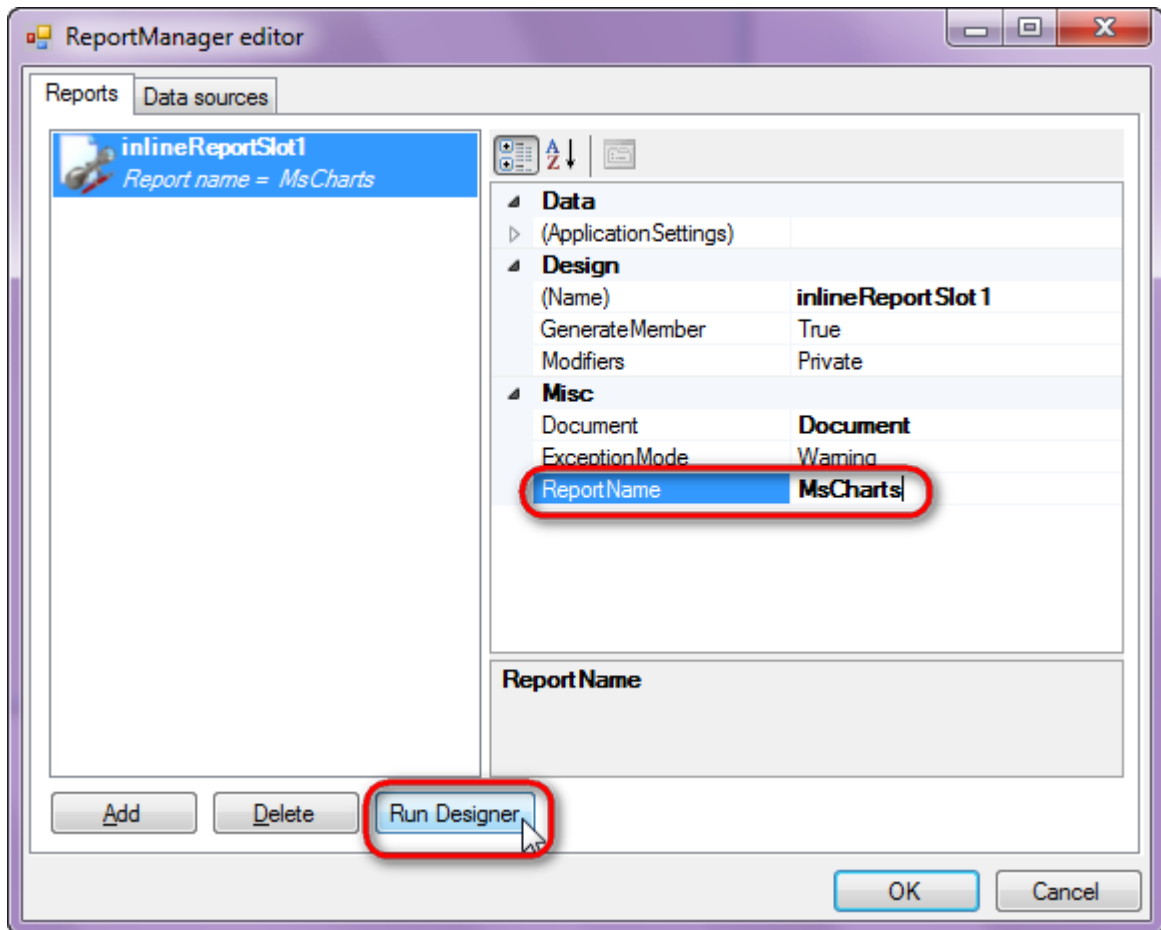 ReportManager editor
Reports
Data sources
inlineReportSlot1
Report name = MsCharts
Data
(ApplicationSettings)
Design
(Name) inlineReportSlot1
GenerateMember True
Modifiers Private
Misc
Document Document
ExceptionMode Warning
ReportName MsCharts
ReportName
Add
Delete
Run Designer
OK
Cancel